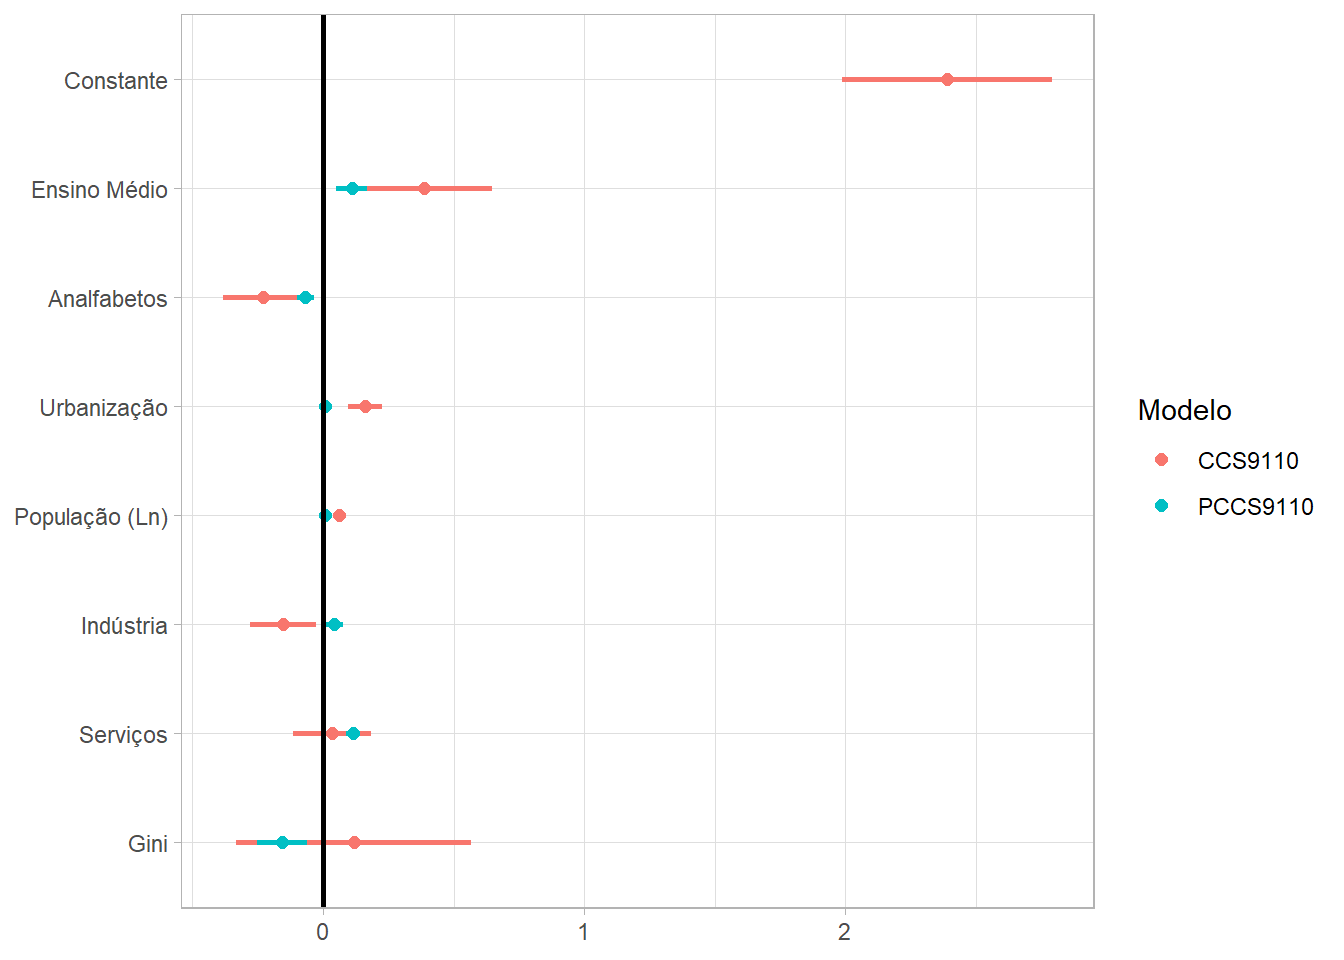 Constante
Ensino Médio
Analfabetos
Urbanização
População (Ln)
Indústria
Serviços
Gini
0
1
2
Modelo
CCS9110
PCCS9110